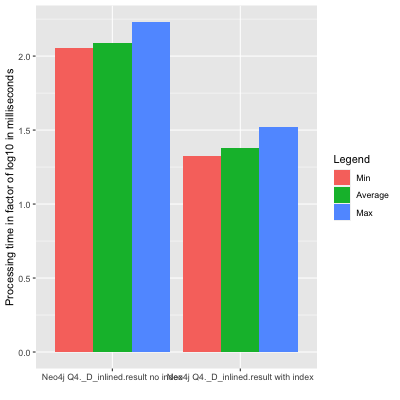 Processing time in factor of log10 in milliseconds
2.0
1.5
1.0
0.5
0.0
Neo4j Q4._D_inlined.result no index
Neo4j Q4._D_inlined.result with index
Legend
Min
Average
Max